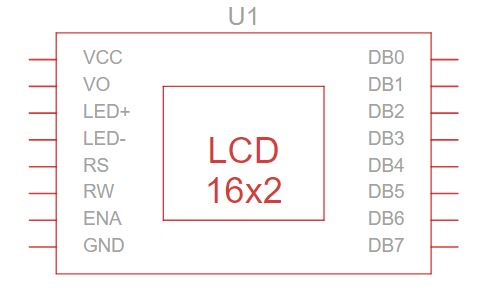 U1
VCC DB0
VO DB1
LED+ DB2
LED- DB3
RS DB4
RW DB5
ENA DB6
GND DB7
LCD
16x2